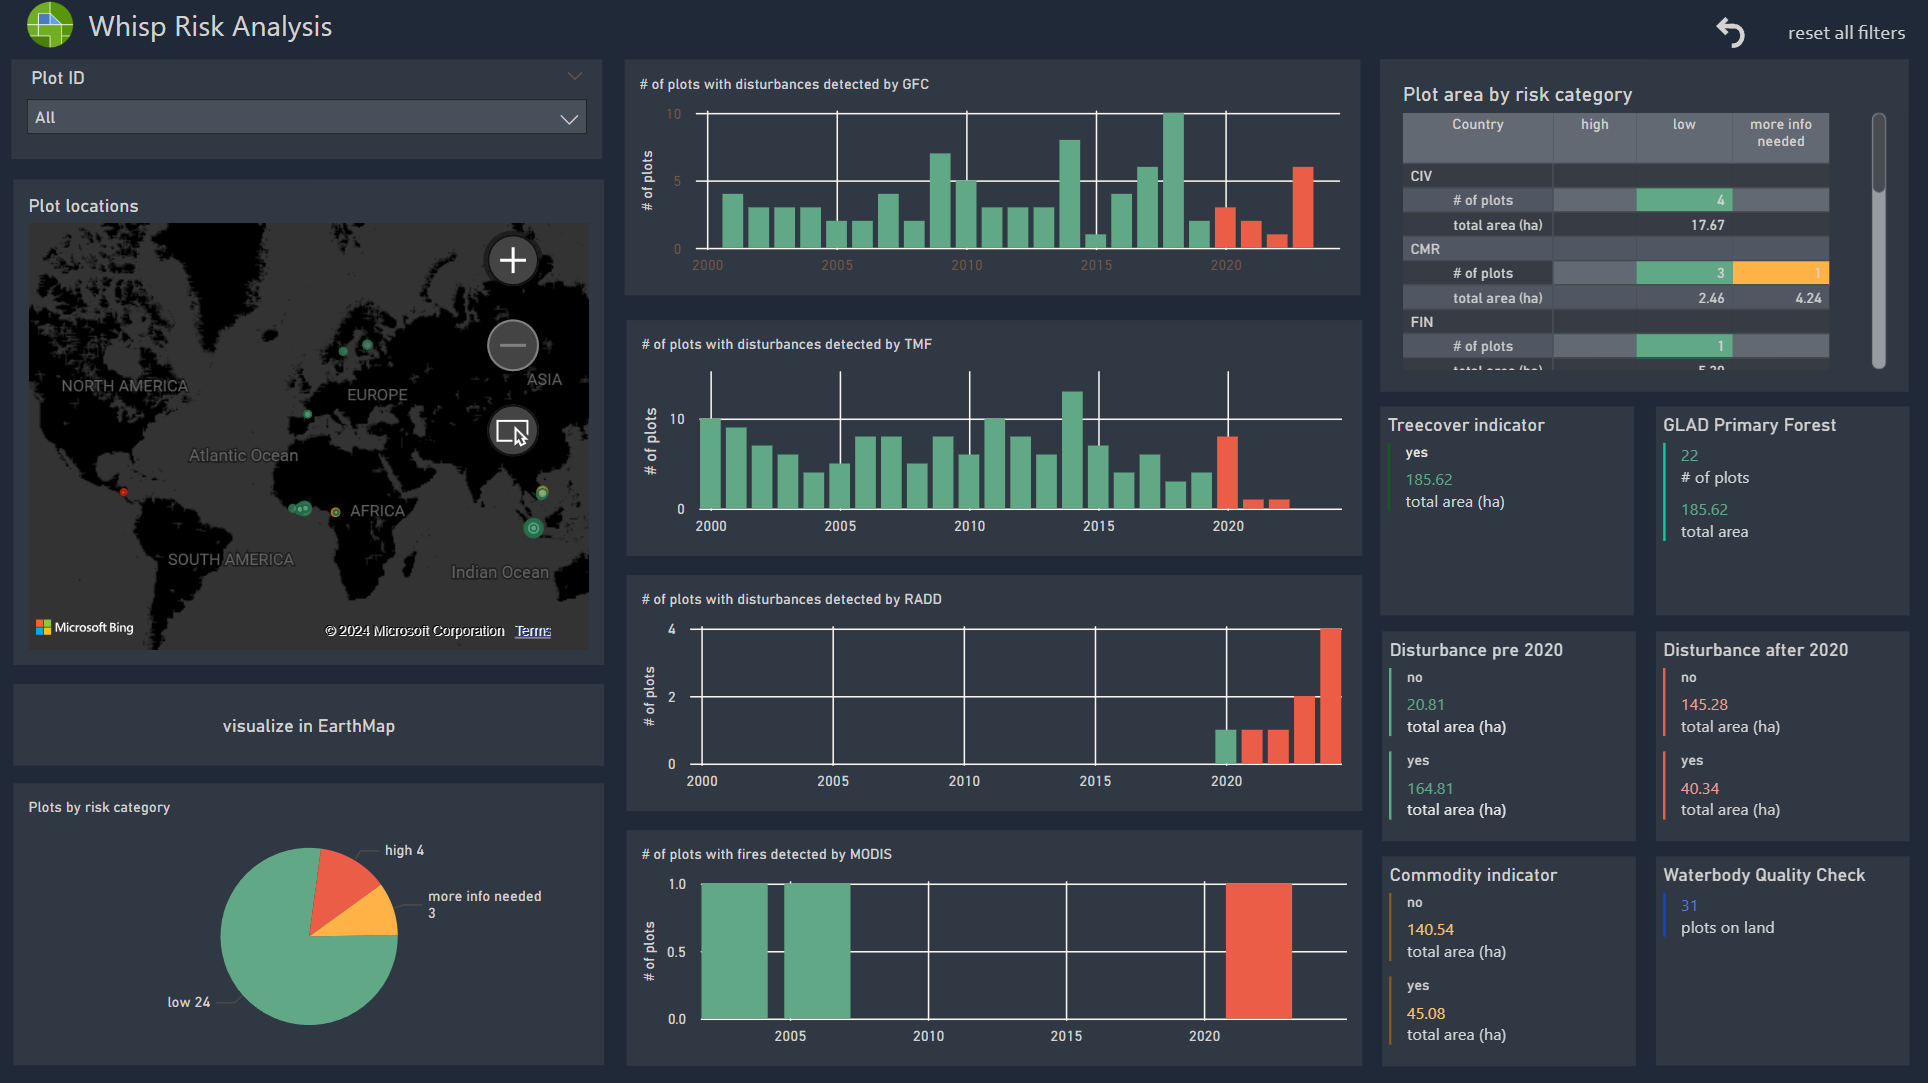 Whisp Risk Analysis
reset all filters
Plot ID
All
Plot locations
NORTH AMERICA
EUROPE
ASIA
Atlantic Ocean
AFRICA
SOUTH AMERICA
Indian Ocean
Microsoft Bing
© 2024 Microsoft Corporation Terms
visualize in EarthMap
Plots by risk category
high 4
more info needed
3
low 24
# of plots with disturbances detected by GFC
# of plots
10
5
0
2000 2005 2010 2015 2020
# of plots with disturbances detected by TMF
# of plots
10
0
2000 2005 2010 2015 2020
# of plots with disturbances detected by RADD
# of plots
4
2
0
2000 2005 2010 2015 2020
# of plots with fires detected by MODIS
# of plots
1.0
0.5
0.0
2005 2010 2015 2020
Plot area by risk category
Country high low more info
needed
CIV
# of plots 4
total area (ha) 17.67
CMR
# of plots 3 1
total area (ha) 2.46 4.24
FIN
# of plots 1
total area (ha) 5.29
Treecover indicator
yes
185.62
total area (ha)
GLAD Primary Forest
22
# of plots
185.62
total area
Disturbance pre 2020
no
20.81
total area (ha)
yes
164.81
total area (ha)
Disturbance after 2020
no
145.28
total area (ha)
yes
40.34
total area (ha)
Commodity indicator
no
140.54
total area (ha)
yes
45.08
total area (ha)
Waterbody Quality Check
31
plots on land